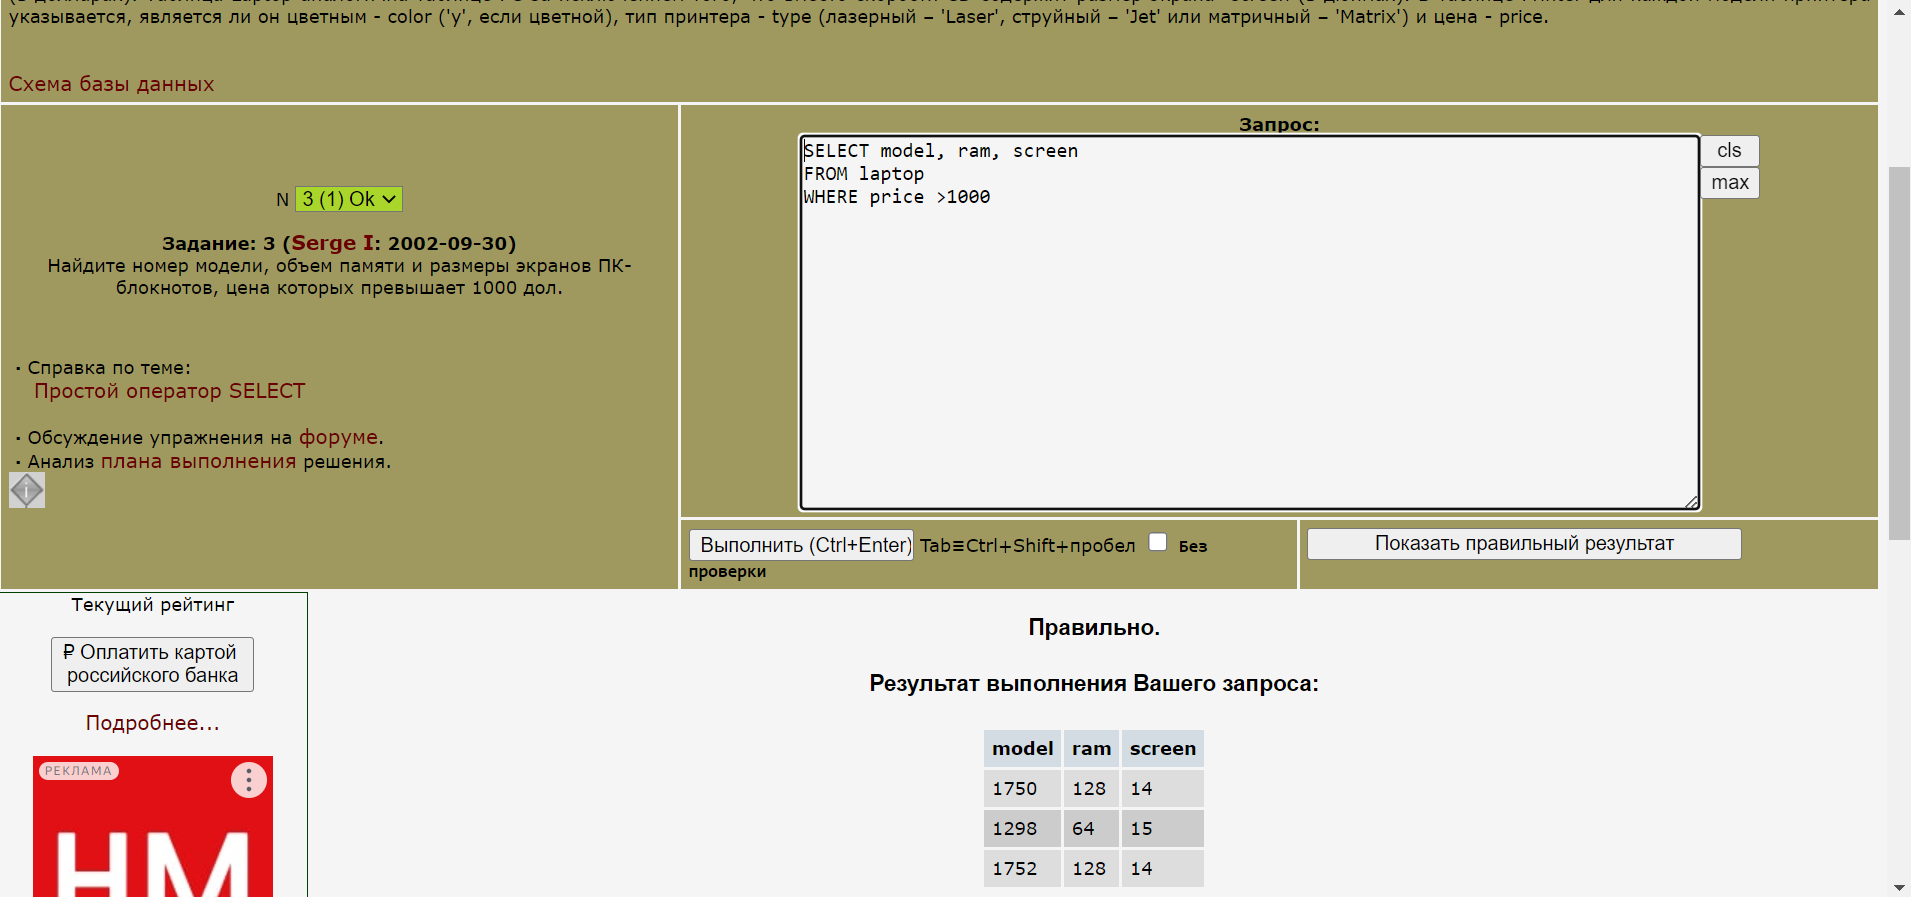 указывается, является ли он цветным - color ('y', если цветной), тип принтера - type (лазерный – 'Laser', струйный – 'Jet' или матричный – 'Matrix') и цена - price.
Схема базы данных
N 3 (1) Ok
Задание: 3 (Serge I: 2002-09-30)
Найдите номер модели, объем памяти и размеры экранов ПК-
блокнотов, цена которых превышает 1000 дол.
· Справка по теме:
Простой оператор SELECT
· Обсуждение упражнения на форуме.
· Анализ плана выполнения решения.
Запрос:
SELECT model, ram, screen
FROM laptop
WHERE price >1000
cls
max
Выполнить (Ctrl+Enter) Tab≡Ctrl+Shift+пробел Без
проверки
Показать правильный результат
Текущий рейтинг
₽ Оплатить картой
российского банка
Подробнее...
РЕКЛАМА
НМ
Правильно.
Результат выполнения Вашего запроса:
model ram screen
1750 128 14
1298 64 15
1752 128 14